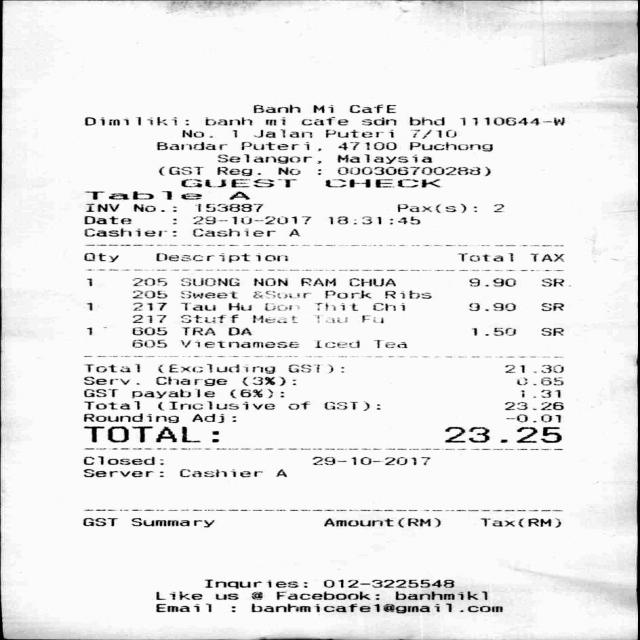 Banh Mi CafE
Dimiliki: banh mi cafe sdn bhd 1110644-W
No. 1 Jalan Puteri 7/10
Bandar Puteri, 47100 Puchong
Selangor, Malaysia
(GST Reg. No : 000306700288)
GUEST CHECK
Table A
INV No.: 153887 Pax(s): 2
Date : 29-10-2017 18:31:45
Cashier: Cashier A
Qty Description Total TAX
1 205 SUONG NON RAM CHUA 9.90 SR
205 Sweet &Sour Pork Ribs
1 217 Tau Hu Don Thit Chi 9.90 SR
217 Stuff Meat Tau Fu
1 605 TRA DA 1.50 SR
605 Vietnamese Iced Tea
Total (Excluding GST): 21.30
Serv. Charge (3%): 0.65
GST payable (6%): 1.31
Total (Inclusive of GST): 23.26
Rounding Adj: -0.01
TOTAL: 23.25
Closed: 29-10-2017
Server: Cashier A
GST Summary Amount(RM) Tax(RM)
Inquries: 012-3225548
Like us @ Facebook: banhmikl
Email : banhmicafe1@gmail.com